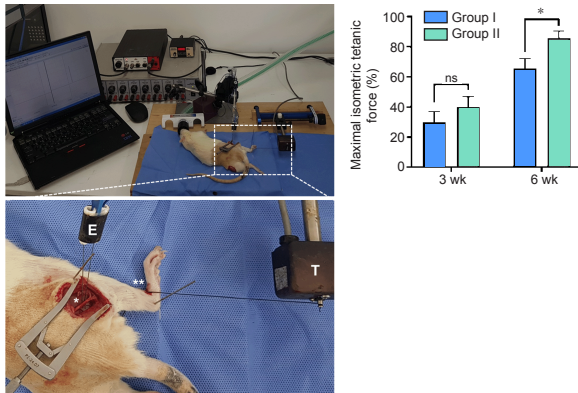 Group I
Group II
Maximal isometric tetanic
force (%)
100
80
60
40
20
0
ns
*
3 wk
6 wk
E
T
*
**